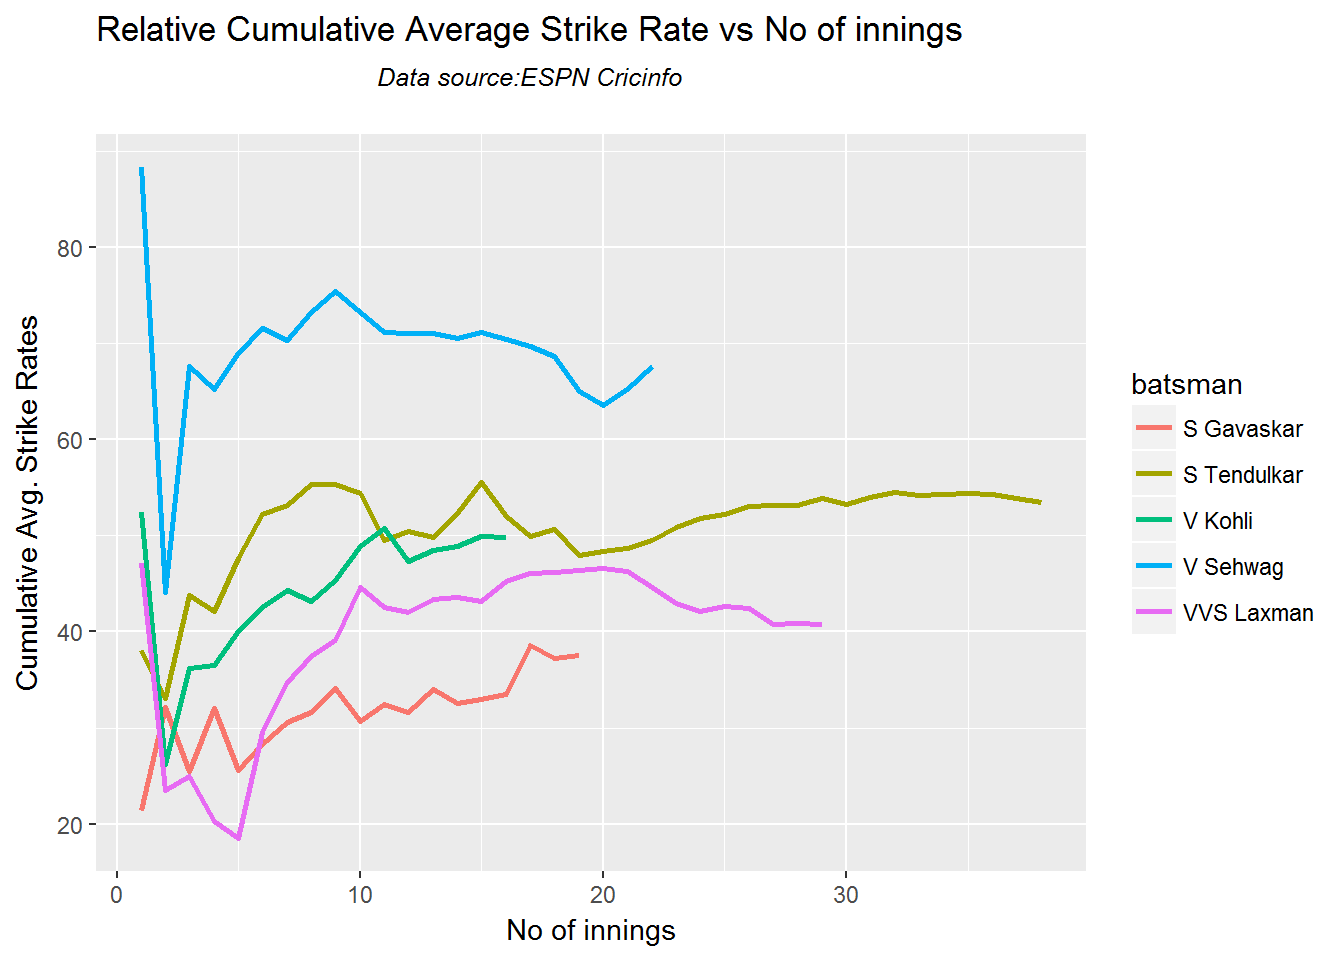 Relative Cumulative Average Strike Rate vs No of innings
Data source:ESPN Cricinfo
Cumulative Avg. Strike Rates
80
60
40
20
0
10
20
30
No of innings
batsman
S Gavaskar
S Tendulkar
V Kohli
V Sehwag
VVS Laxman